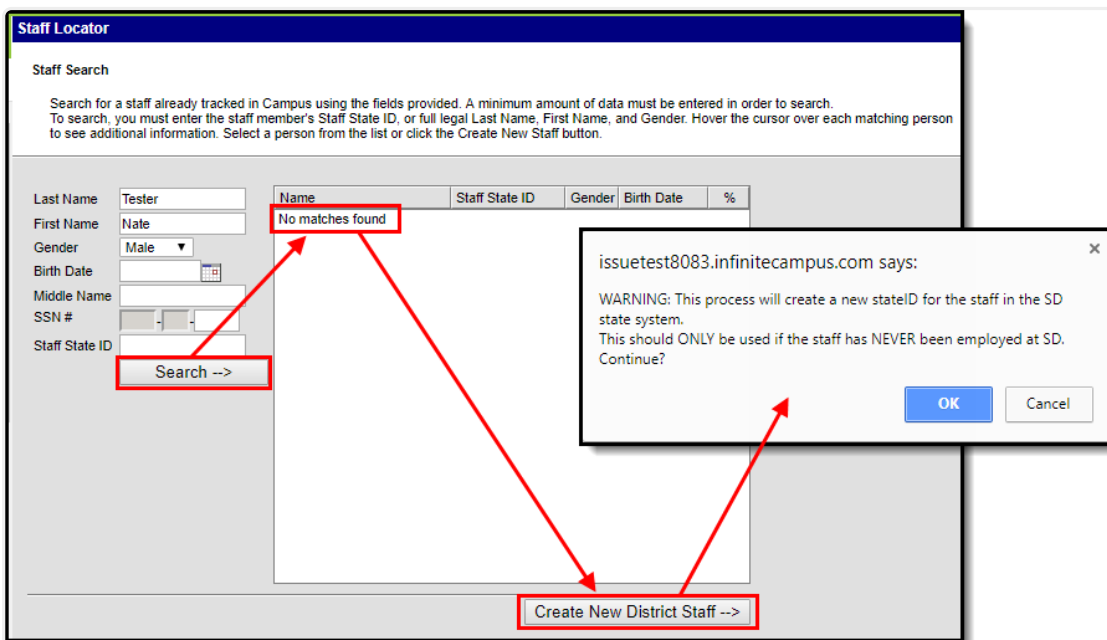 Staff Locator
Staff Search
Search for a staff already tracked in Campus using the fields provided. A minimum amount of data must be entered in order to search.
To search, you must enter the staff member's Staff State ID, or full legal Last Name, First Name, and Gender. Hover the cursor over each matching person
to see additional information. Select a person from the list or click the Create New Staff button.
Last Name Tester
First Name Nate
Gender Male
Birth Date
Middle Name
SSN # - -
Staff State ID
Search -->
Name Staff State ID Gender Birth Date %
No matches found
issuetest8083.infinitecampus.com says:
WARNING: This process will create a new stateID for the staff in the SD
state system.
This should ONLY be used if the staff has NEVER been employed at SD.
Continue?
OK Cancel
Create New District Staff -->